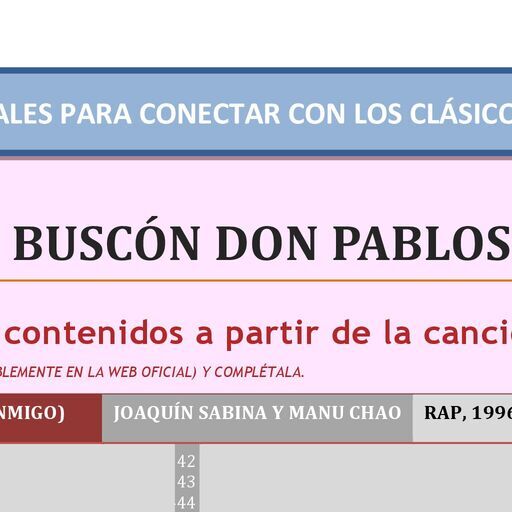 ALES PARA CONECTAR CON LOS CLÁSICO
BUSCÓN DON PABLOS
contenidos a partir de la canci
BLEMENTE EN LA WEB OFICIAL) Y COMPLÉTALA.
NMIGO) JOAQUÍN SABINA Y MANU CHAO RAP, 1996
42
43
44